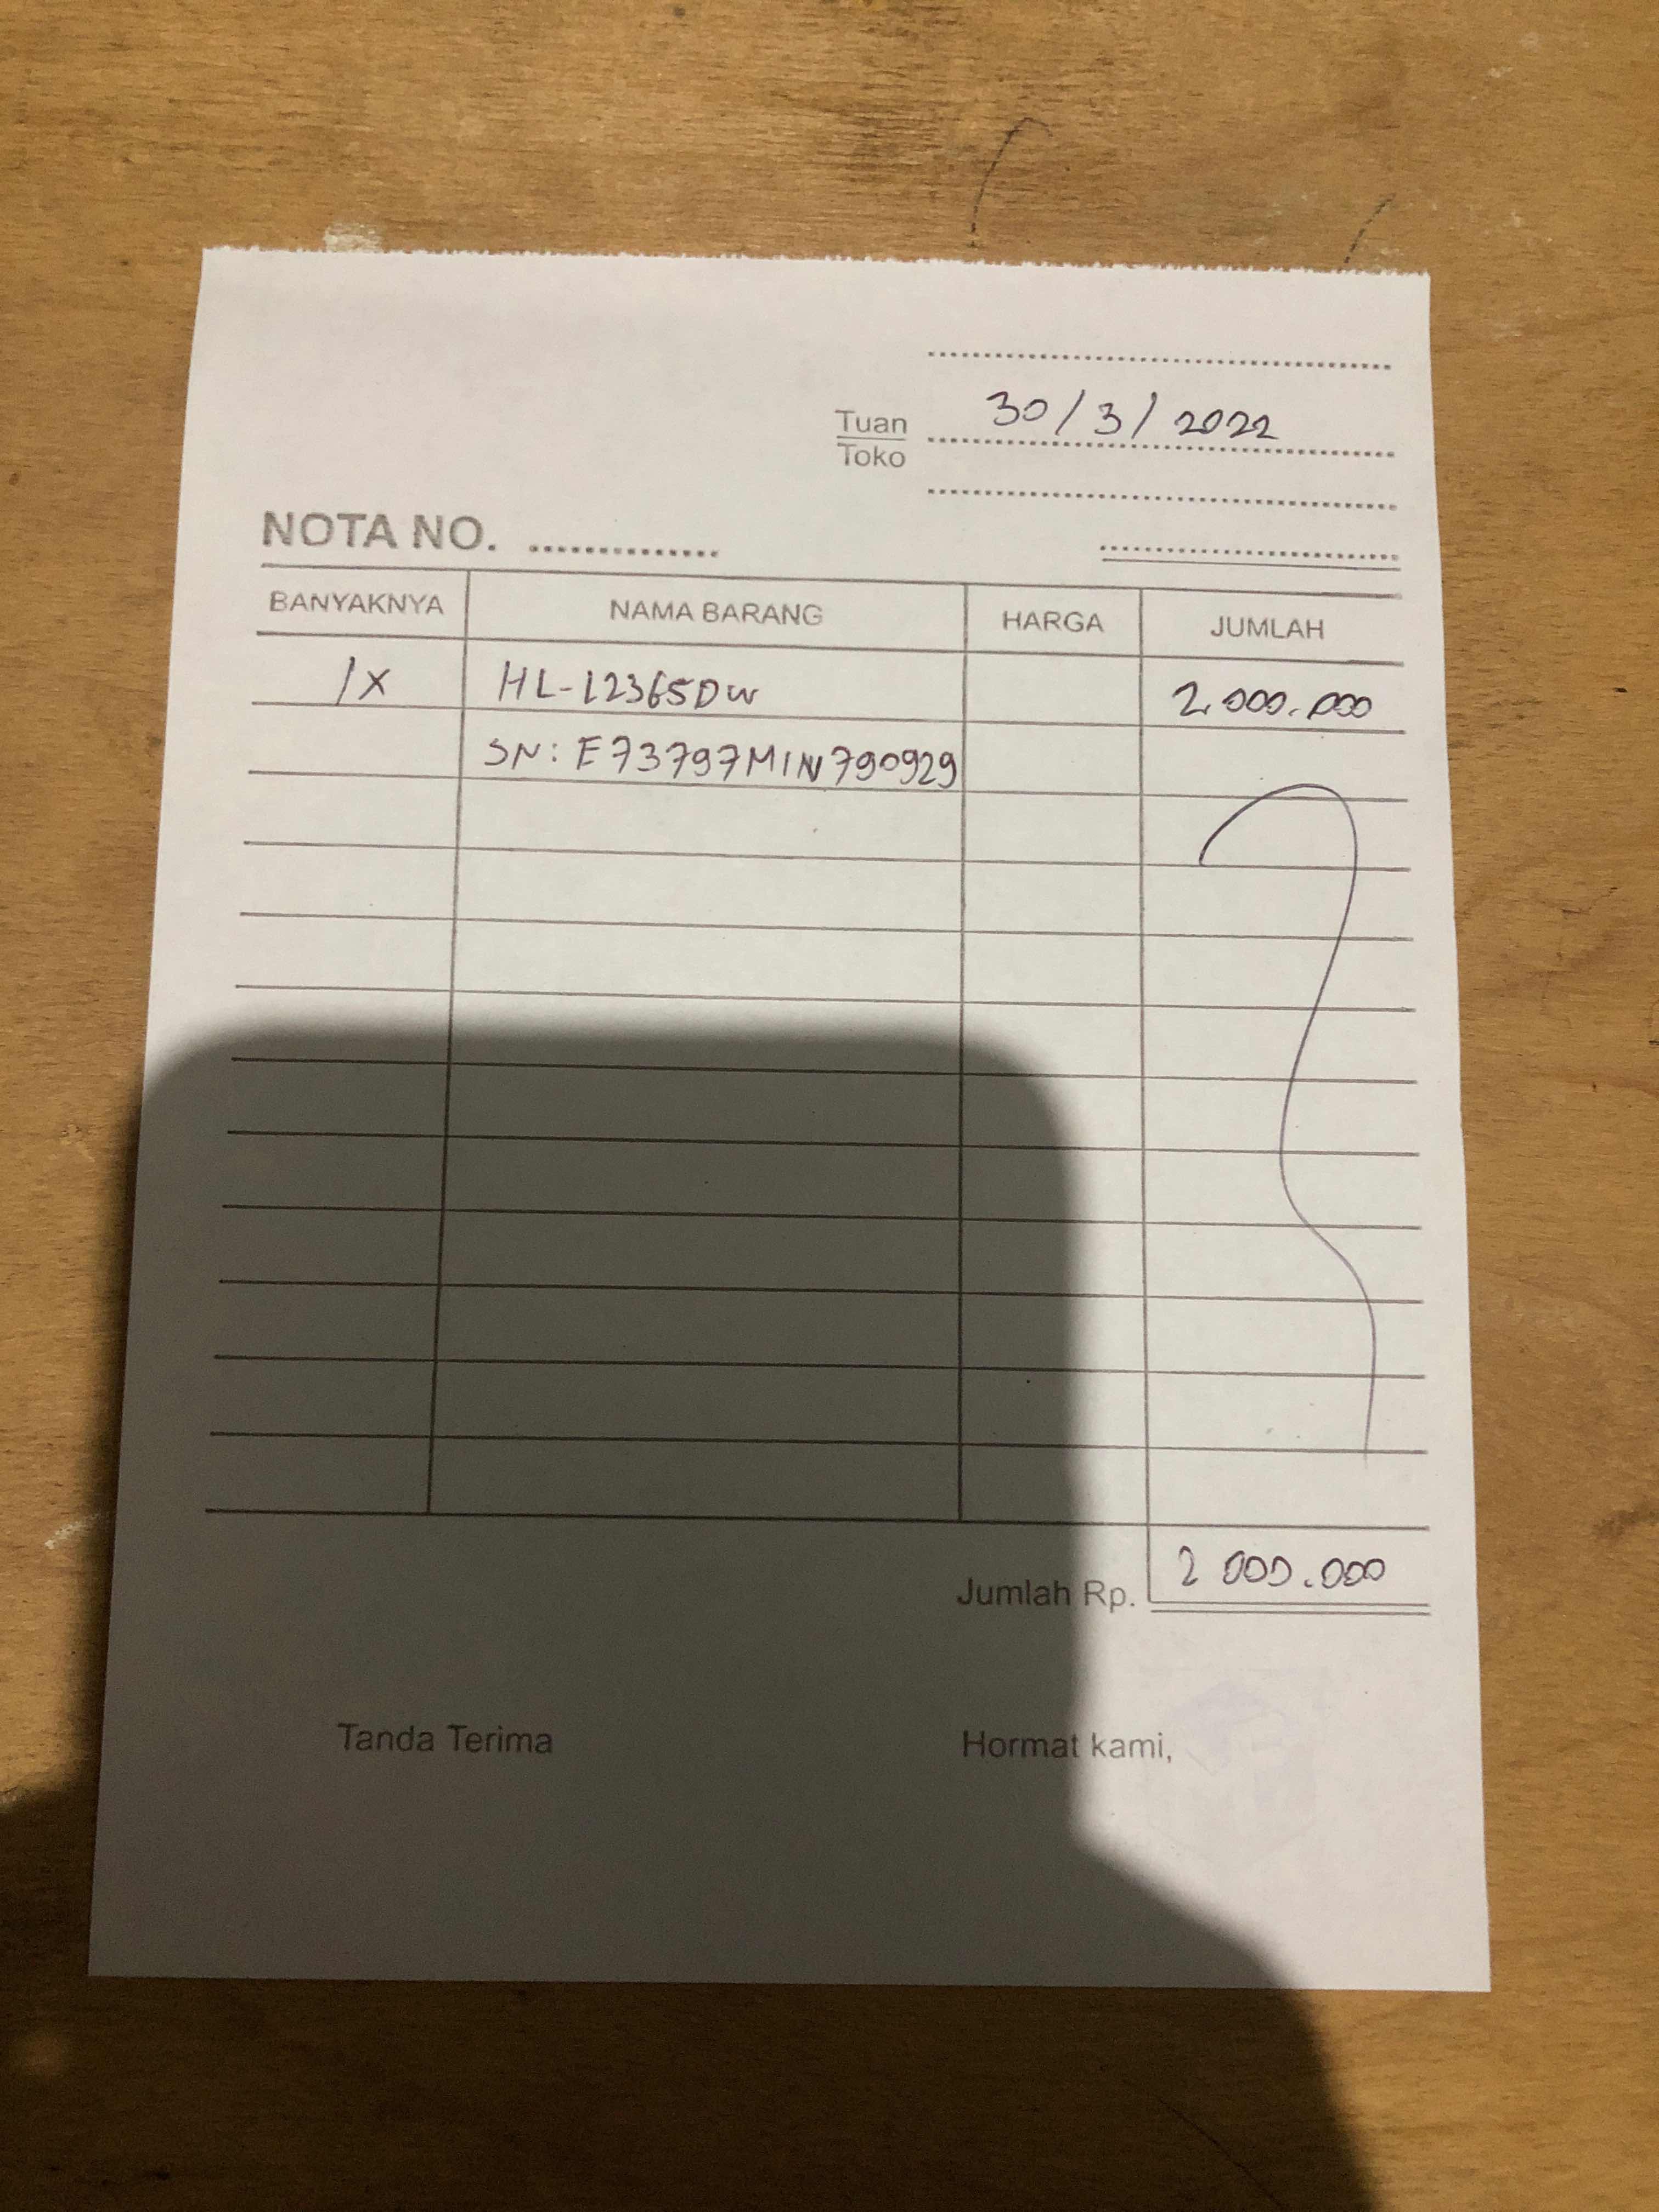 30/3/2022
Tuan
Toko
NOTA NO.
BANYAKNYA NAMA BARANG HARGA JUMLAH
1X HL-L2365DW 2.000.000
SN: E73797M1N790929
Jumlah Rp. 2 000.000
Tanda Terima Hormat kami,